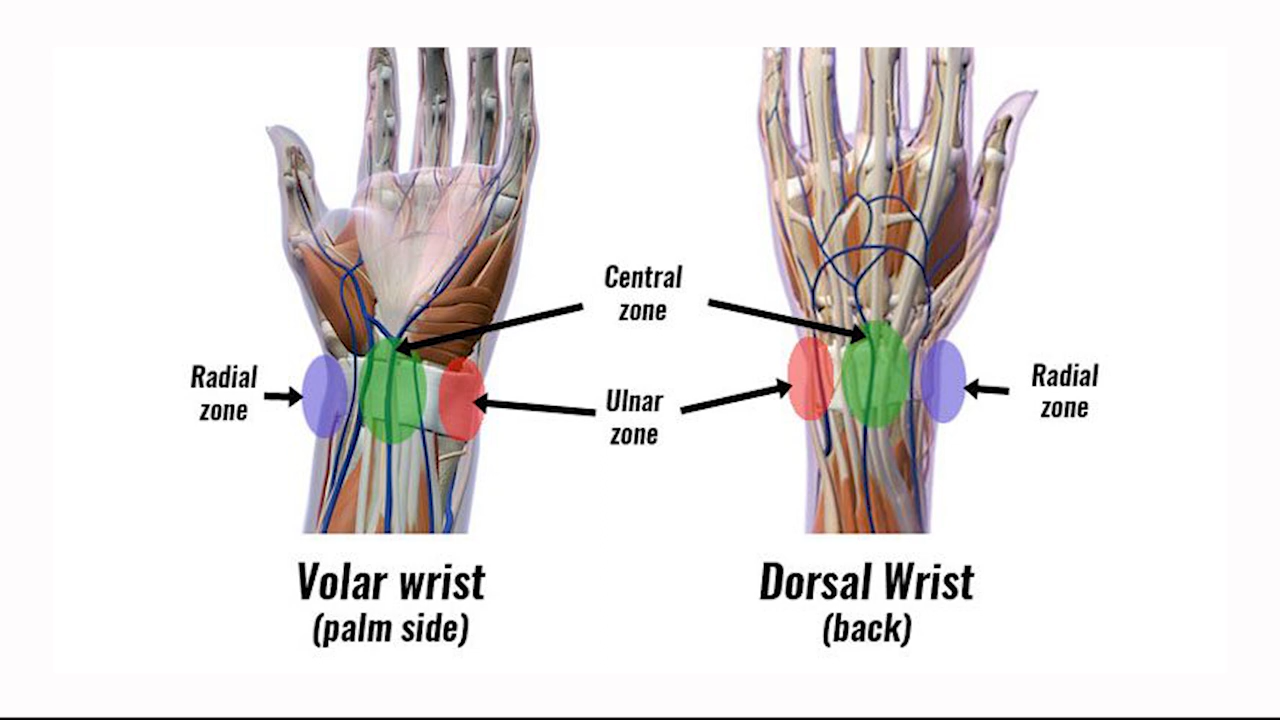 Central
zone
Radial
zone
Ulnar
zone
Radial
zone
Volar wrist
(palm side)
Dorsal Wrist
(back)